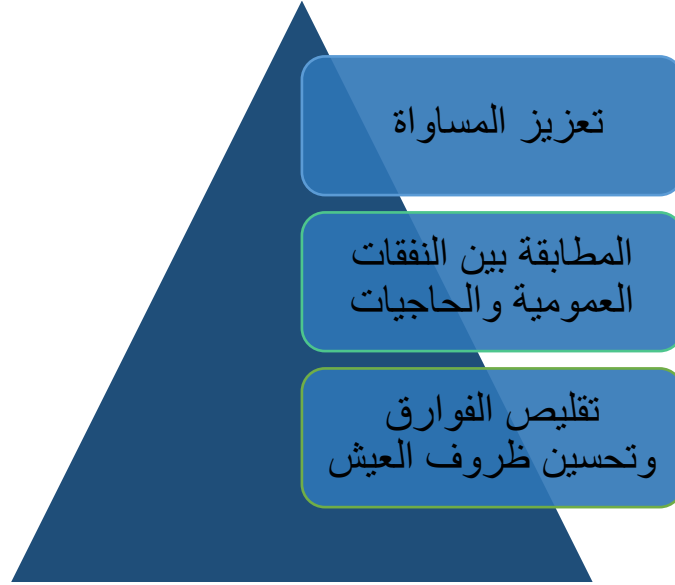 تعزيز المساواة
المطابقة بين النفقات
العمومية والحاجيات
تقليص الفوارق
وتحسين ظروف العيش